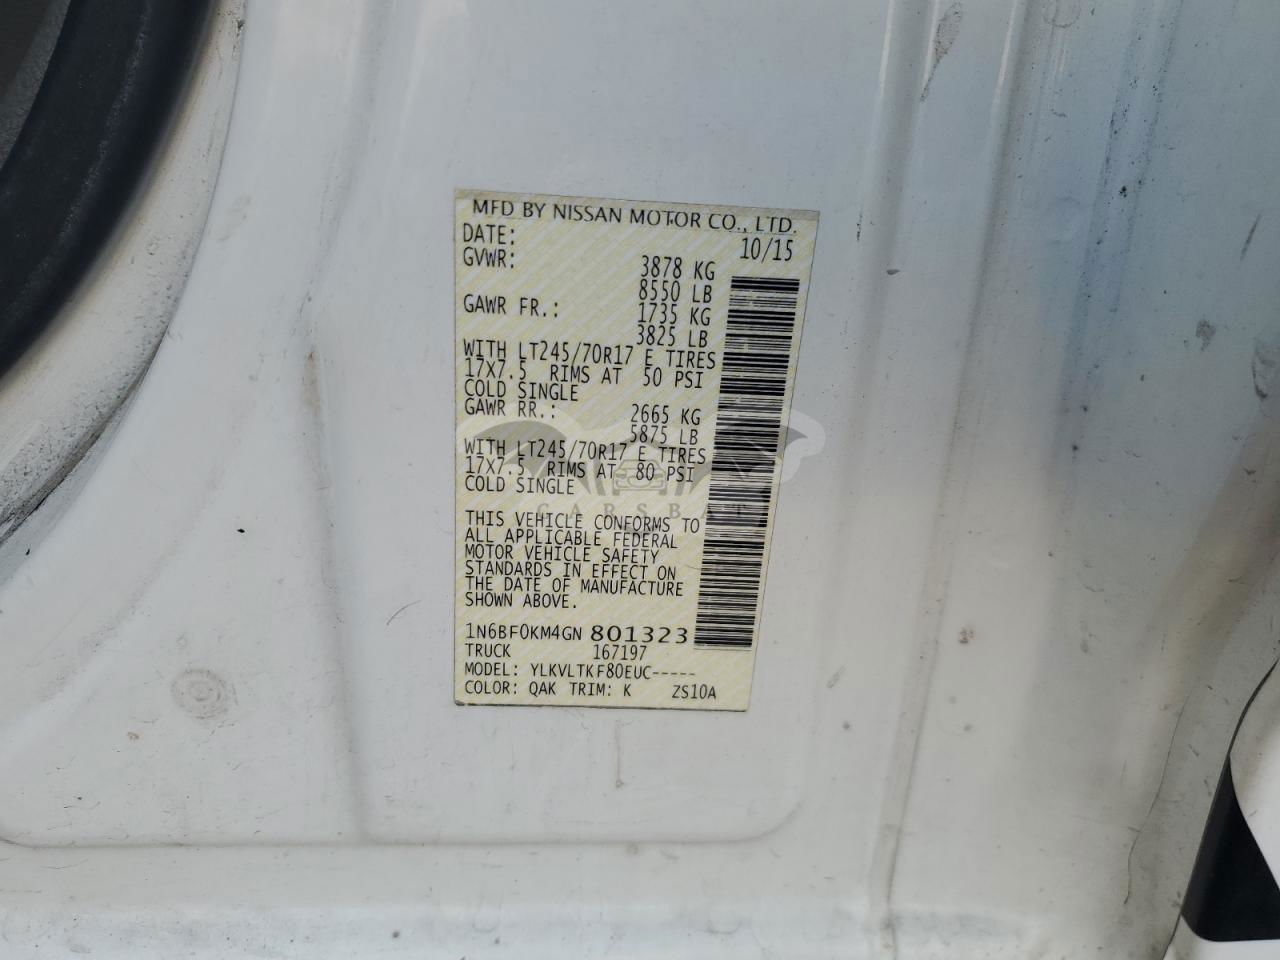 MFD BY NISSAN MOTOR CO., LTD.
DATE: 10/15
GVWR: 3878 KG
8550 LB
GAWR FR.: 1735 KG
3825 LB
WITH LT245/70R17 E TIRES
17X7.5 RIMS AT 50 PSI
COLD SINGLE
GAWR RR.: 2665 KG
5875 LB
WITH LT245/70R17 E TIRES
17X7.5 RIMS AT 80 PSI
COLD SINGLE
CARSBAT
THIS VEHICLE CONFORMS TO
ALL APPLICABLE FEDERAL
MOTOR VEHICLE SAFETY
STANDARDS IN EFFECT ON
THE DATE OF MANUFACTURE
SHOWN ABOVE.
1N6BF0KM4GN 801323
TRUCK 167197
MODEL: YLKVLTKF80EUC-----
COLOR: QAK TRIM: K ZS10A